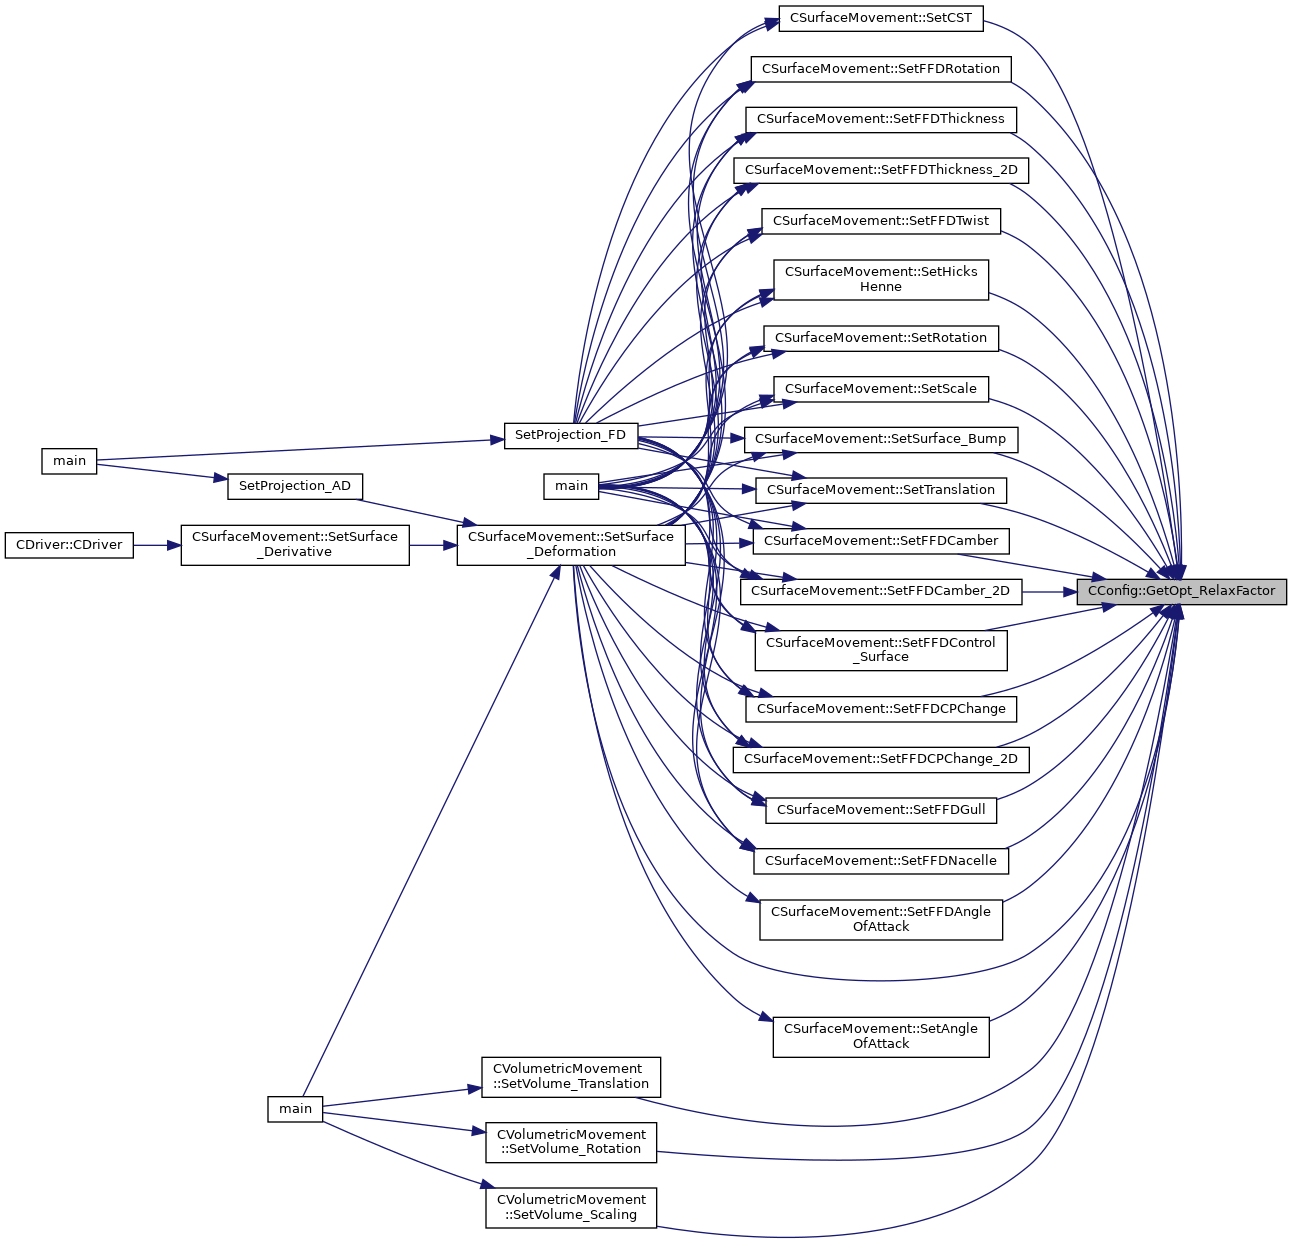 CSurfaceMovement::SetCST
CSurfaceMovement::SetFFDRotation
CSurfaceMovement::SetFFDThickness
CSurfaceMovement::SetFFDThickness_2D
CSurfaceMovement::SetFFDTwist
CSurfaceMovement::SetHicks
Henne
CSurfaceMovement::SetRotation
CSurfaceMovement::SetScale
SetProjection_FD
CSurfaceMovement::SetSurface_Bump
main
SetProjection_AD
main
CSurfaceMovement::SetTranslation
CDriver::CDriver
CSurfaceMovement::SetSurface
_Derivative
CSurfaceMovement::SetSurface
_Deformation
CSurfaceMovement::SetFFDCamber
CSurfaceMovement::SetFFDCamber_2D
CConfig::GetOpt_RelaxFactor
CSurfaceMovement::SetFFDControl
_Surface
CSurfaceMovement::SetFFDCPChange
CSurfaceMovement::SetFFDCPChange_2D
CSurfaceMovement::SetFFDGull
CSurfaceMovement::SetFFDNacelle
CSurfaceMovement::SetFFDAngle
OfAttack
CSurfaceMovement::SetAngle
OfAttack
CVolumetricMovement
::SetVolume_Translation
main
CVolumetricMovement
::SetVolume_Rotation
CVolumetricMovement
::SetVolume_Scaling